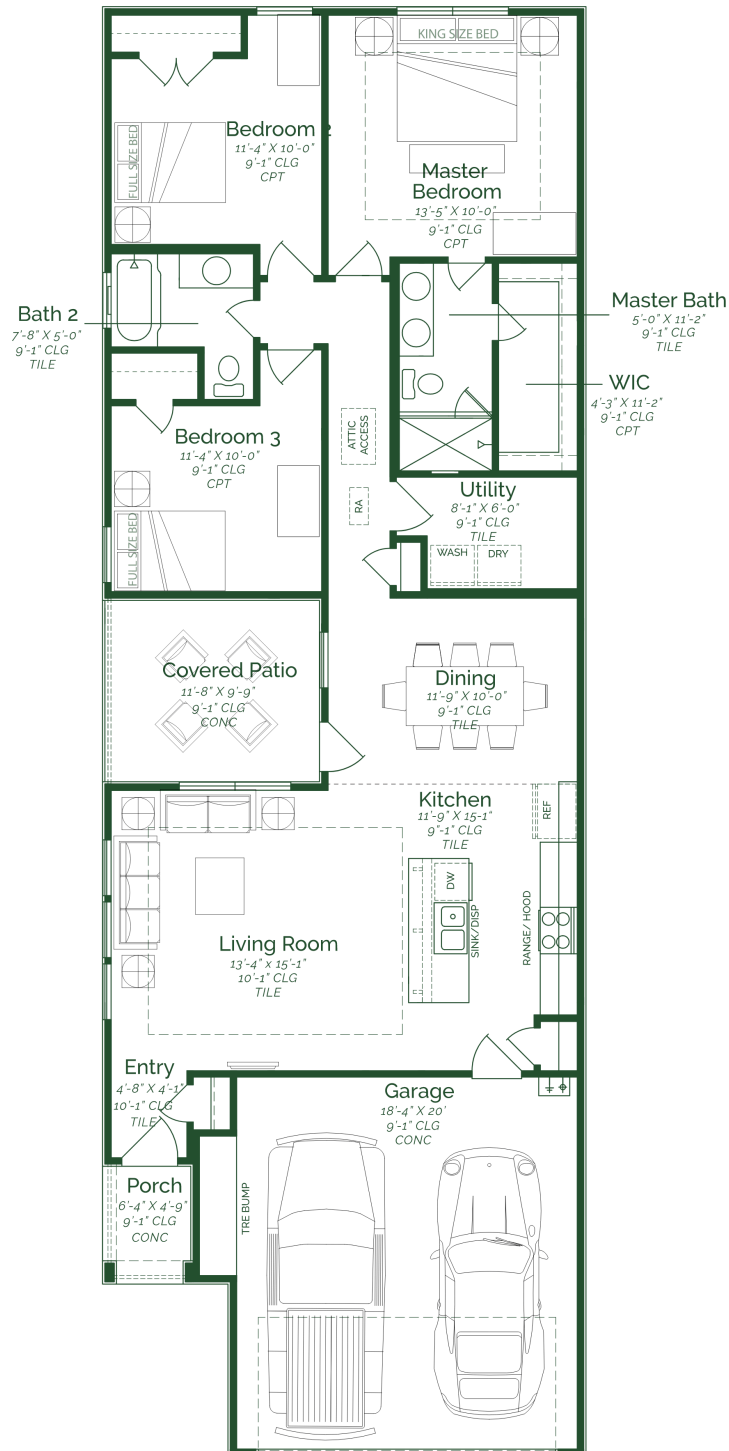 KING SIZE BED
Bedroom 2
11'-4" X 10'-0"
9'-1" CLG
CPT
FULL SIZE BED
Master
Bedroom
13'-5" X 10'-0"
9'-1" CLG
CPT
Bath 2
7'-8" X 5'-0"
9'-1" CLG
TILE
Master Bath
5'-0" X 11'-2"
9'-1" CLG
TILE
WIC
4'-3" X 11'-2"
9'-1" CLG
CPT
ATTIC
ACCESS
Bedroom 3
11'-4" X 10'-0"
9'-1" CLG
CPT
FULL SIZE BED
RA
Utility
8'-1" X 6'-0"
9'-1" CLG
TILE
WASH
DRY
Covered Patio
11'-8" X 9'-9"
9'-1" CLG
CONC
Dining
11'-9" X 10'-0"
9'-1" CLG
TILE
Kitchen
11'-9" X 15'-1"
9"-1" CLG
TILE
REF
DW
SINK/DISP
RANGE/ HOOD
Living Room
13'-4" x 15'-1"
10'-1" CLG
TILE
Entry
4'-8" X 4'-1"
10'-1" CLG
TILE
Garage
18'-4" X 20'
9'-1" CLG
CONC
Porch
6'-4" X 4'-9"
9'-1" CLG
CONC
TRE BUMP